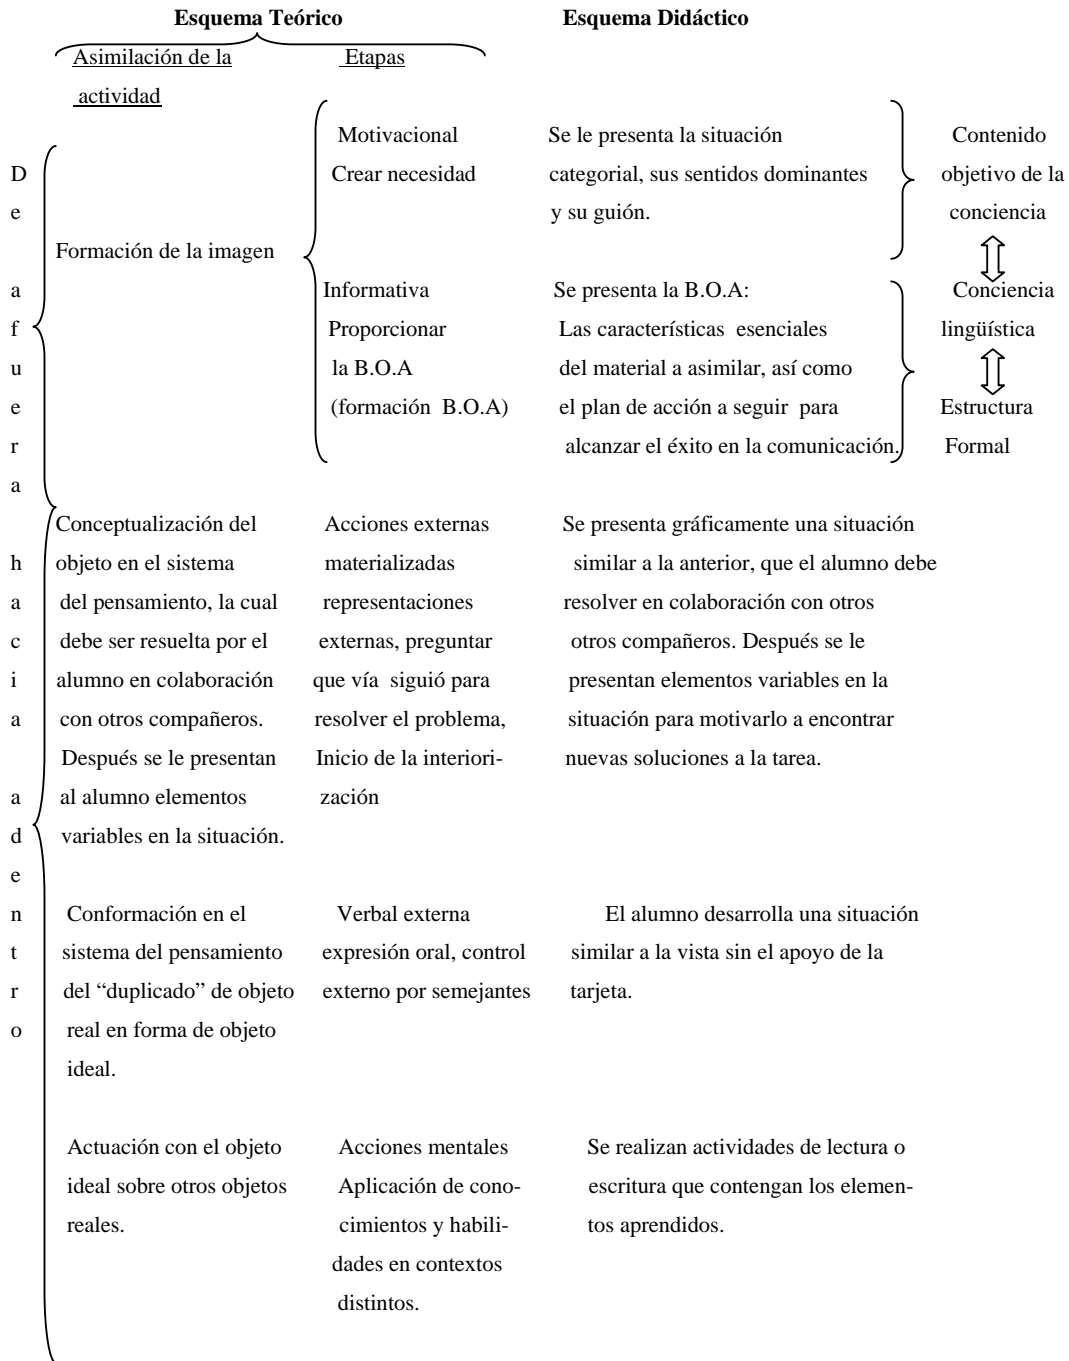 Esquema Teórico Esquema Didáctico
Asimilación de la Etapas
actividad
Motivacional Se le presenta la situación Contenido
D Crear necesidad categorial, sus sentidos dominantes objetivo de la
e y su guión. conciencia
Formación de la imagen
a Informativa Se presenta la B.O.A: Conciencia
f Proporcionar Las características esenciales lingüística
u la B.O.A del material a asimilar, así como
e (formación B.O.A) el plan de acción a seguir para Estructura
r alcanzar el éxito en la comunicación. Formal
a
Conceptualización del Acciones externas Se presenta gráficamente una situación
h objeto en el sistema materializadas similar a la anterior, que el alumno debe
a del pensamiento, la cual representaciones resolver en colaboración con otros
c debe ser resuelta por el externas, preguntar otros compañeros. Después se le
i alumno en colaboración que vía siguió para presentan elementos variables en la
a con otros compañeros. resolver el problema, situación para motivarlo a encontrar
Después se le presentan Inicio de la interiori- nuevas soluciones a la tarea.
a al alumno elementos zación
d variables en la situación.
e
n Conformación en el Verbal externa El alumno desarrolla una situación
t sistema del pensamiento expresión oral, control similar a la vista sin el apoyo de la
r del “duplicado” de objeto externo por semejantes tarjeta.
o real en forma de objeto
ideal.
Actuación con el objeto Acciones mentales Se realizan actividades de lectura o
ideal sobre otros objetos Aplicación de cono- escritura que contengan los elemen-
reales. cimientos y habili- tos aprendidos.
dades en contextos
distintos.